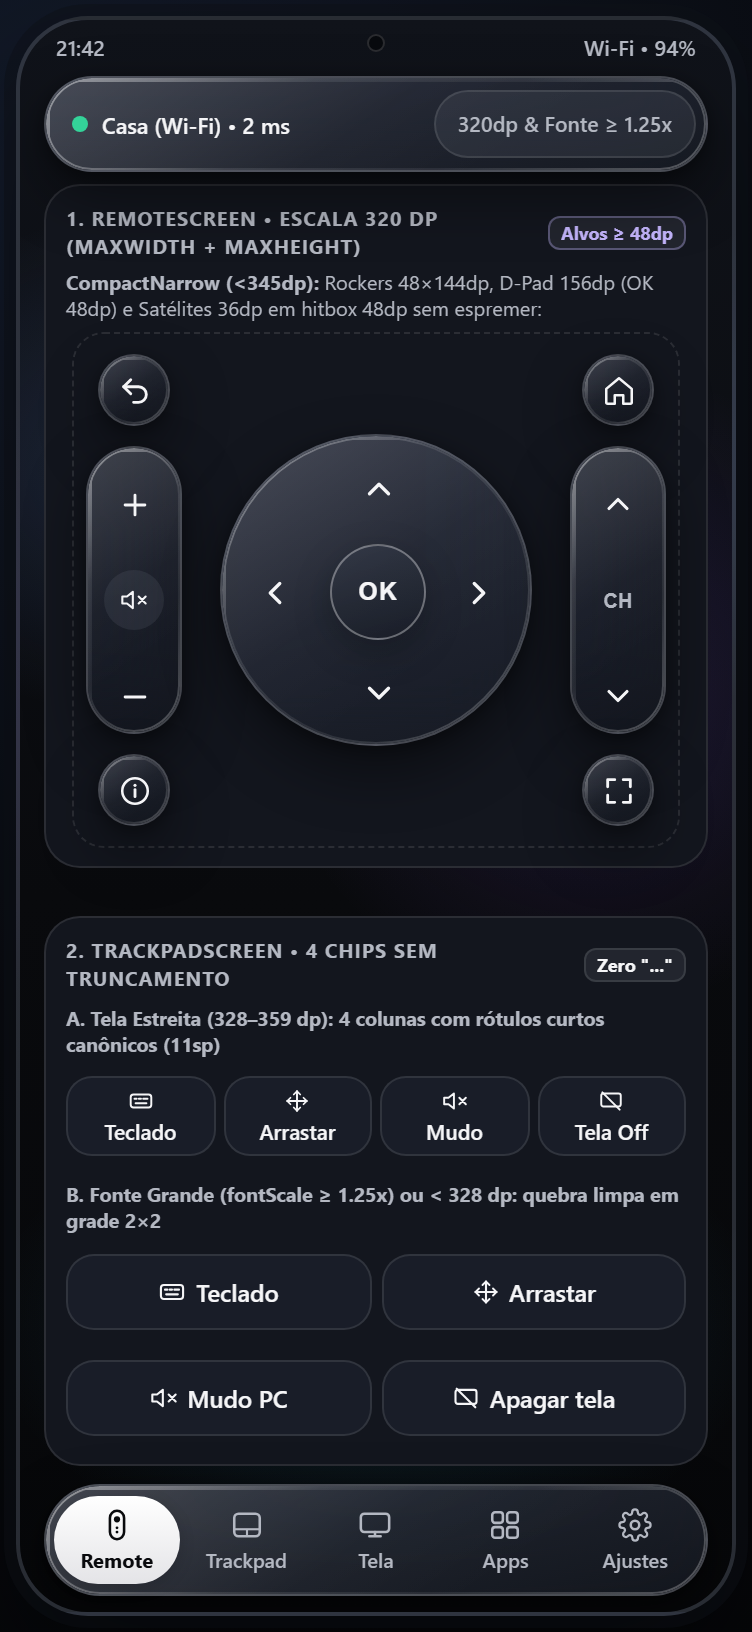 21:42
Wi-Fi • 94%
Casa (Wi-Fi) • 2 ms
320dp & Fonte ≥ 1.25x
1. REMOTESCREEN • ESCALA 320 DP
(MAXWIDTH + MAXHEIGHT)
Alvos ≥ 48dp
CompactNarrow (<345dp): Rockers 48×144dp, D-Pad 156dp (OK
48dp) e Satélites 36dp em hitbox 48dp sem espremer:
OK
CH
2. TRACKPADSCREEN • 4 CHIPS SEM
TRUNCAMENTO
Zero "..."
A. Tela Estreita (328–359 dp): 4 colunas com rótulos curtos
canônicos (11sp)
Teclado
Arrastar
Mudo
Tela Off
B. Fonte Grande (fontScale ≥ 1.25x) ou < 328 dp: quebra limpa em
grade 2×2
Teclado
Arrastar
Mudo PC
Apagar tela
Remote
Trackpad
Tela
Apps
Ajustes